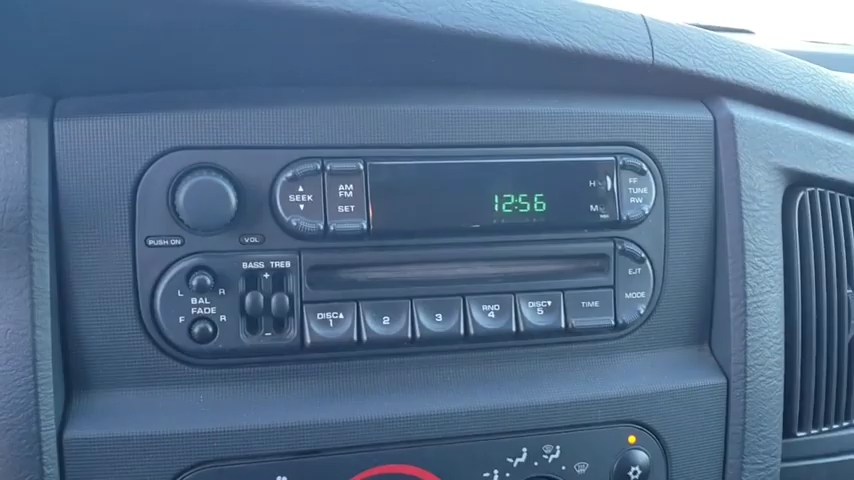 SEEK
AM
FM
SET
12:56
H
M
FF
TUNE
RW
PUSH ON
VOL
BASS TREB
+
-
L R
BAL
FADE
F R
EJT
MODE
DISC▲
1
2
3
RND
4
DISC▼
5
TIME